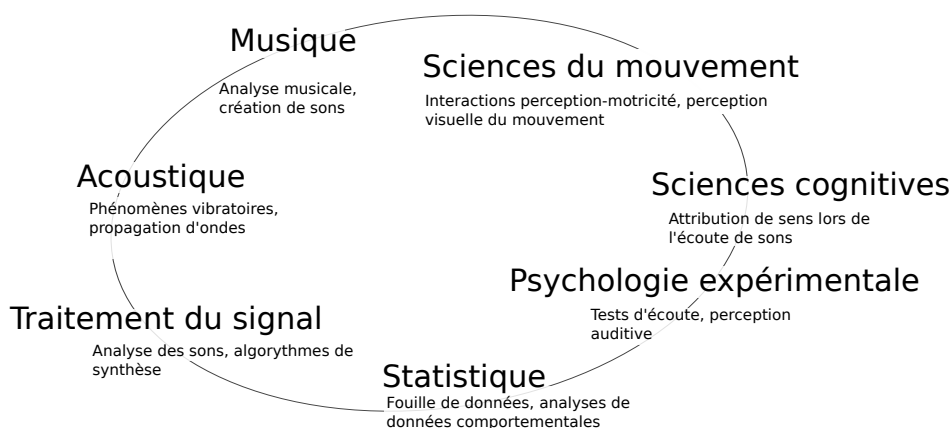 Musique
Analyse musicale,
création de sons
Sciences du mouvement
Interactions perception-motricité, perception
visuelle du mouvement
Acoustique
Phénomènes vibratoires,
propagation d'ondes
Sciences cognitives
Attribution de sens lors de
l'écoute de sons
Psychologie expérimentale
Tests d'écoute, perception
auditive
Traitement du signal
Analyse des sons, algorythmes de
synthèse
Statistique
Fouille de données, analyses de
données comportementales